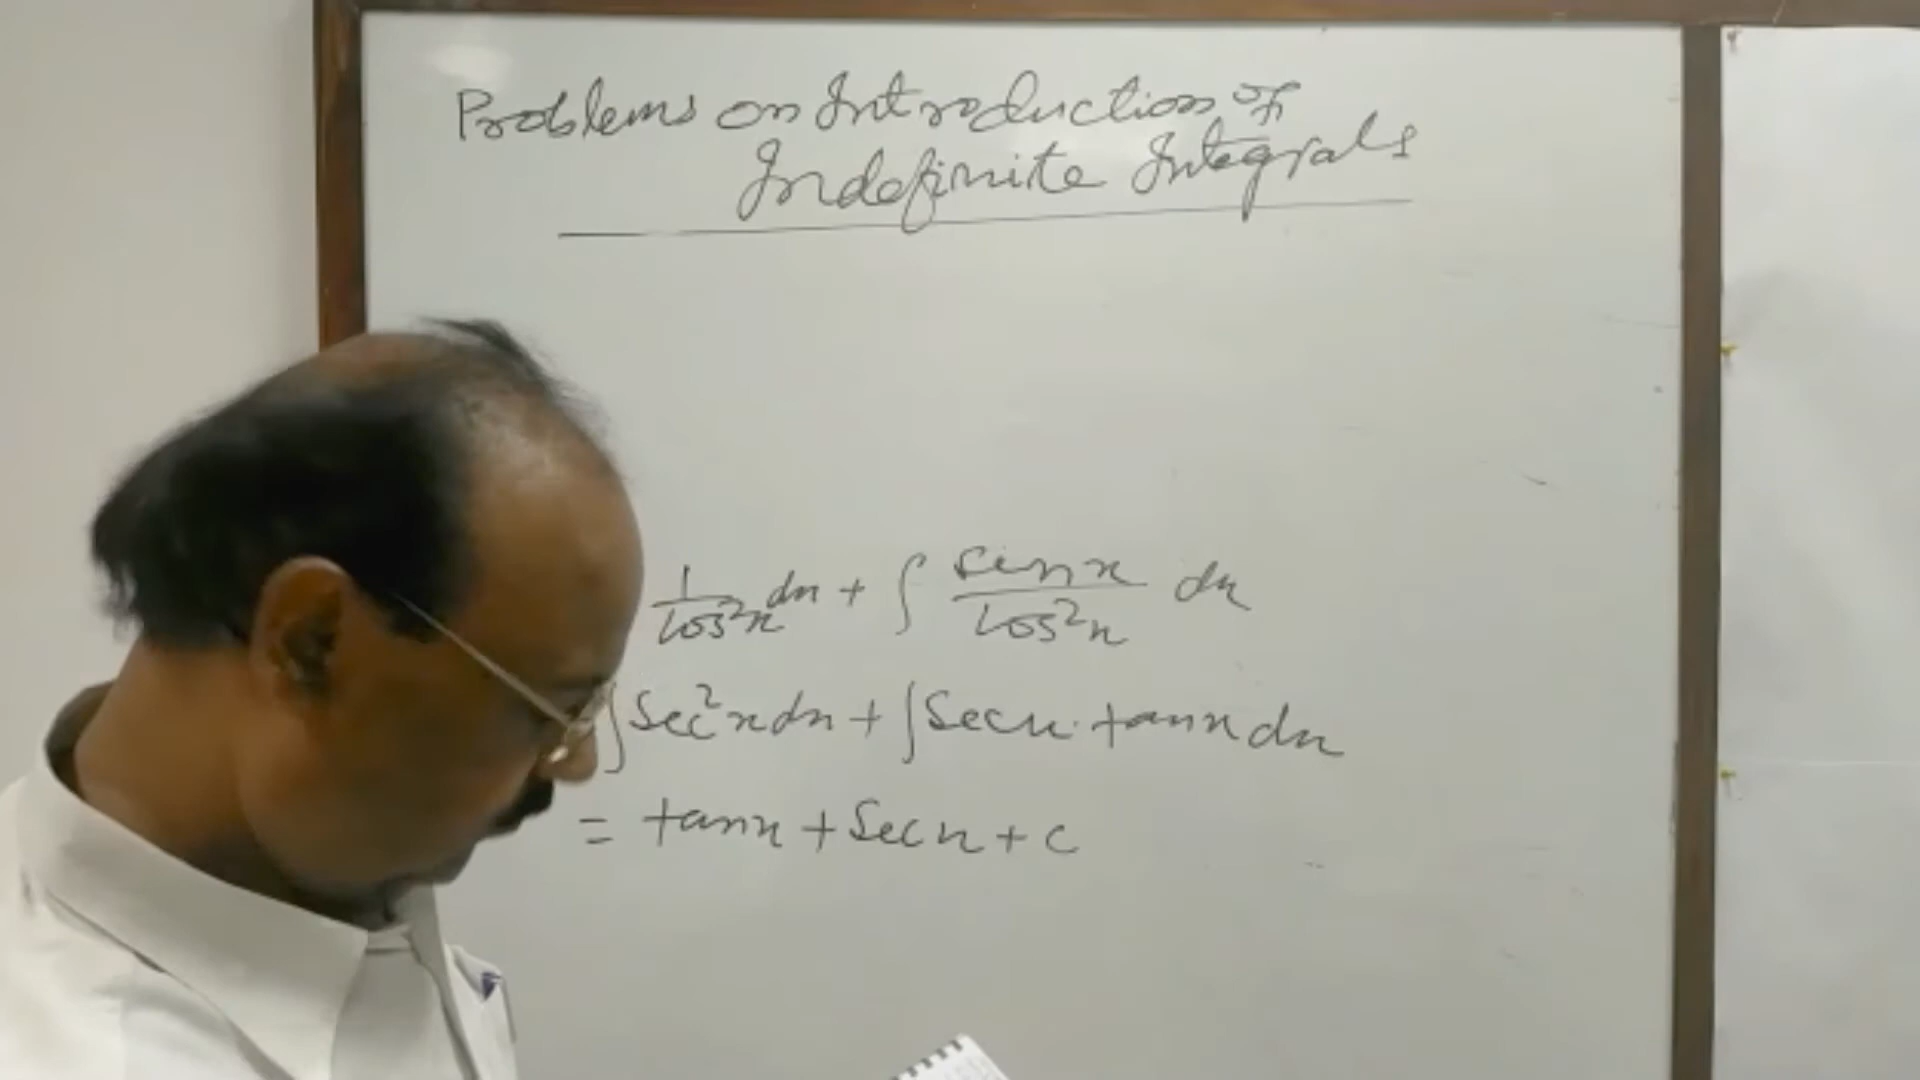 Problems on Introduction of
Indefinite Integrals
1/cos²x dx + ∫ sinx/cos²x dx
∫sec²x dx + ∫secx·tanx dx
= tanx + secx + c